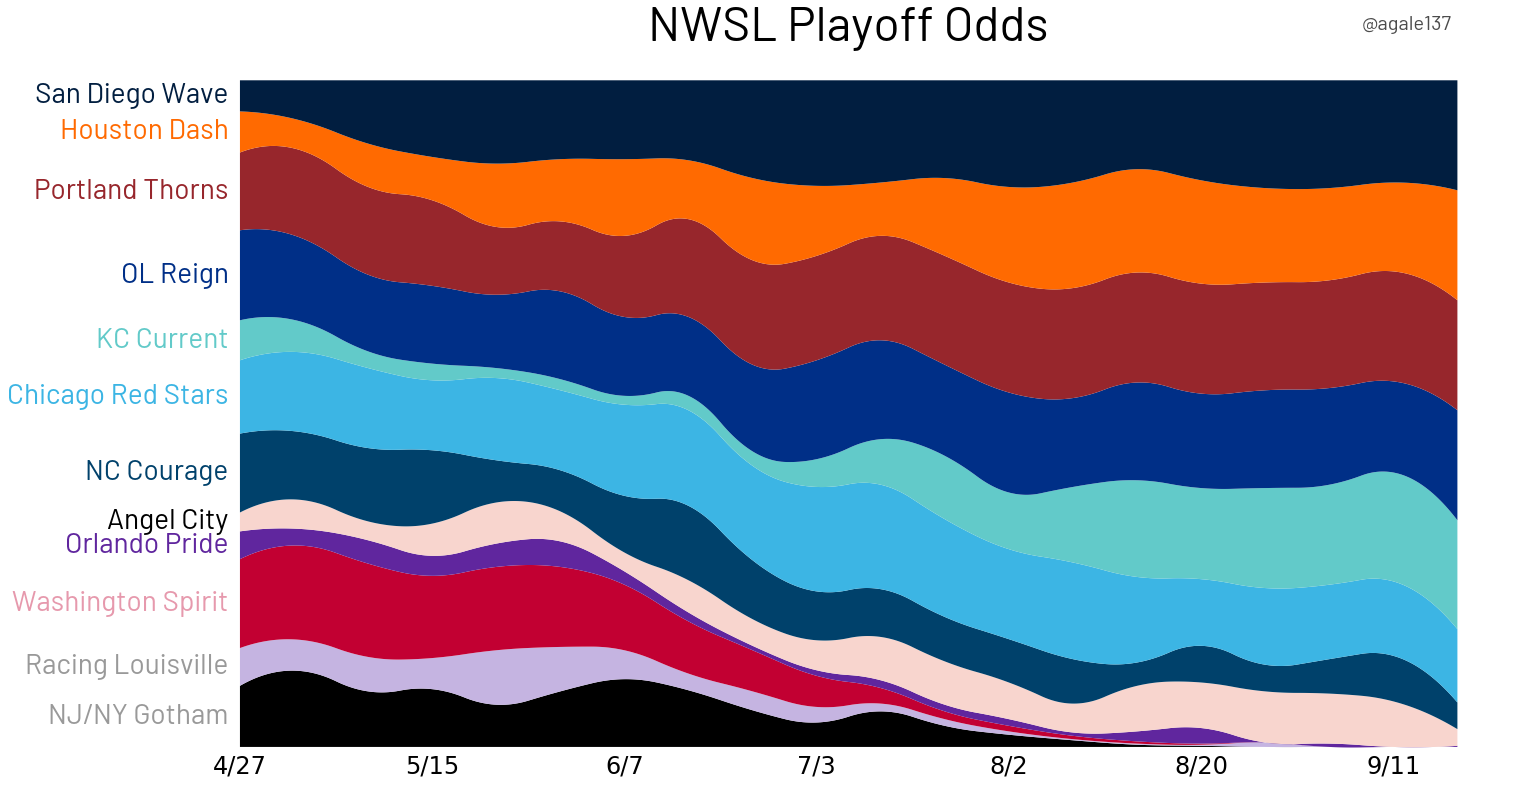 NWSL Playoff Odds
@agale137
San Diego Wave
Houston Dash
Portland Thorns
OL Reign
KC Current
Chicago Red Stars
NC Courage
Angel City
Orlando Pride
Washington Spirit
Racing Louisville
NJ/NY Gotham
4/27 5/15 6/7 7/3 8/2 8/20 9/11